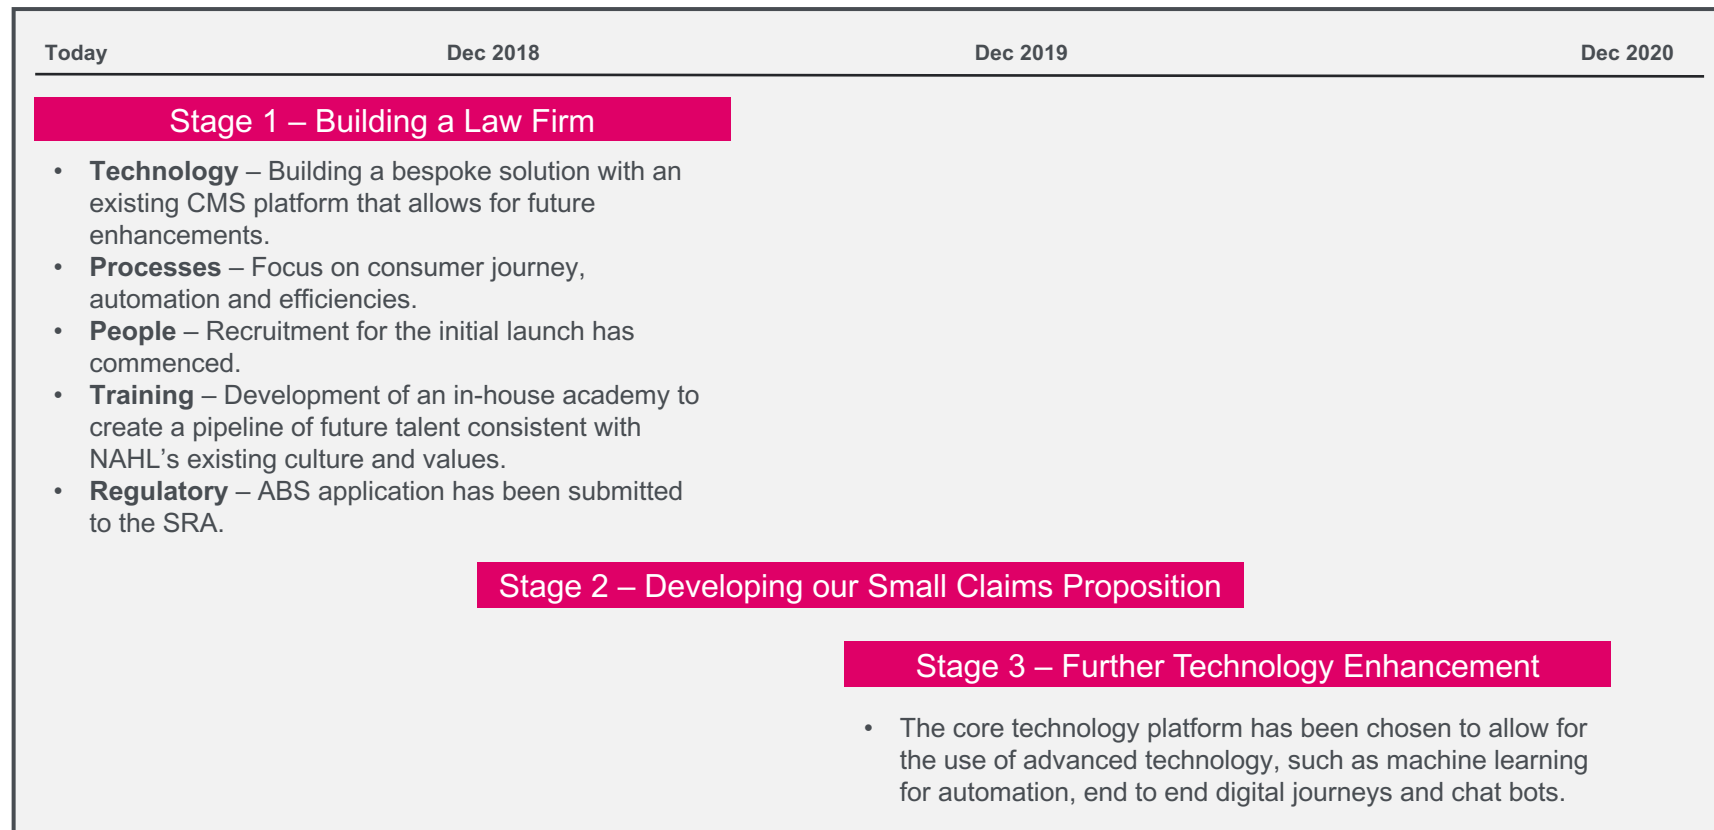 Today Dec 2018 Dec 2019 Dec 2020
Stage 1 – Building a Law Firm
• Technology – Building a bespoke solution with an
existing CMS platform that allows for future
enhancements.
• Processes – Focus on consumer journey,
automation and efficiencies.
• People – Recruitment for the initial launch has
commenced.
• Training – Development of an in-house academy to
create a pipeline of future talent consistent with
NAHL’s existing culture and values.
• Regulatory – ABS application has been submitted
to the SRA.
Stage 2 – Developing our Small Claims Proposition
Stage 3 – Further Technology Enhancement
• The core technology platform has been chosen to allow for
the use of advanced technology, such as machine learning
for automation, end to end digital journeys and chat bots.